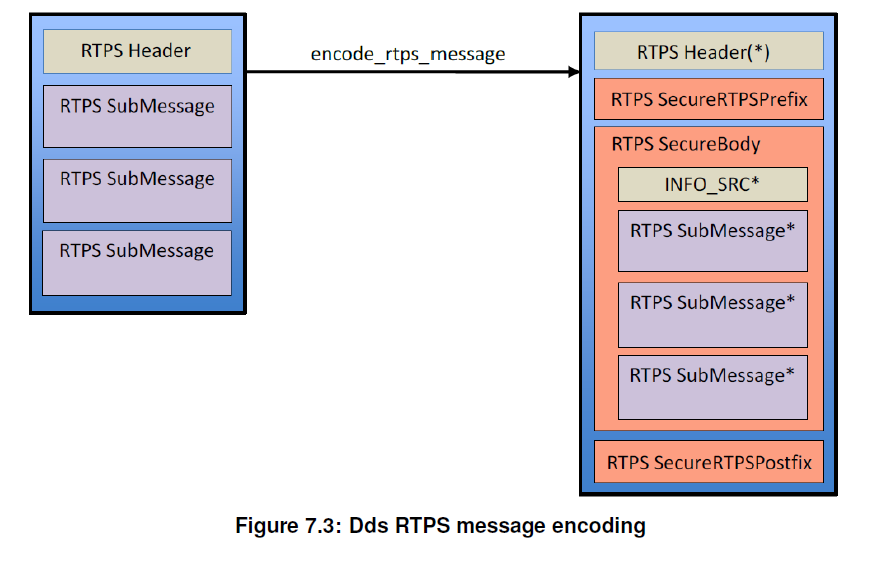 RTPS Header
RTPS SubMessage
RTPS SubMessage
RTPS SubMessage
encode_rtps_message
RTPS Header(*)
RTPS SecureRTPSPrefix
RTPS SecureBody
INFO_SRC*
RTPS SubMessage*
RTPS SubMessage*
RTPS SubMessage*
RTPS SecureRTPSPostfix
Figure 7.3: Dds RTPS message encoding